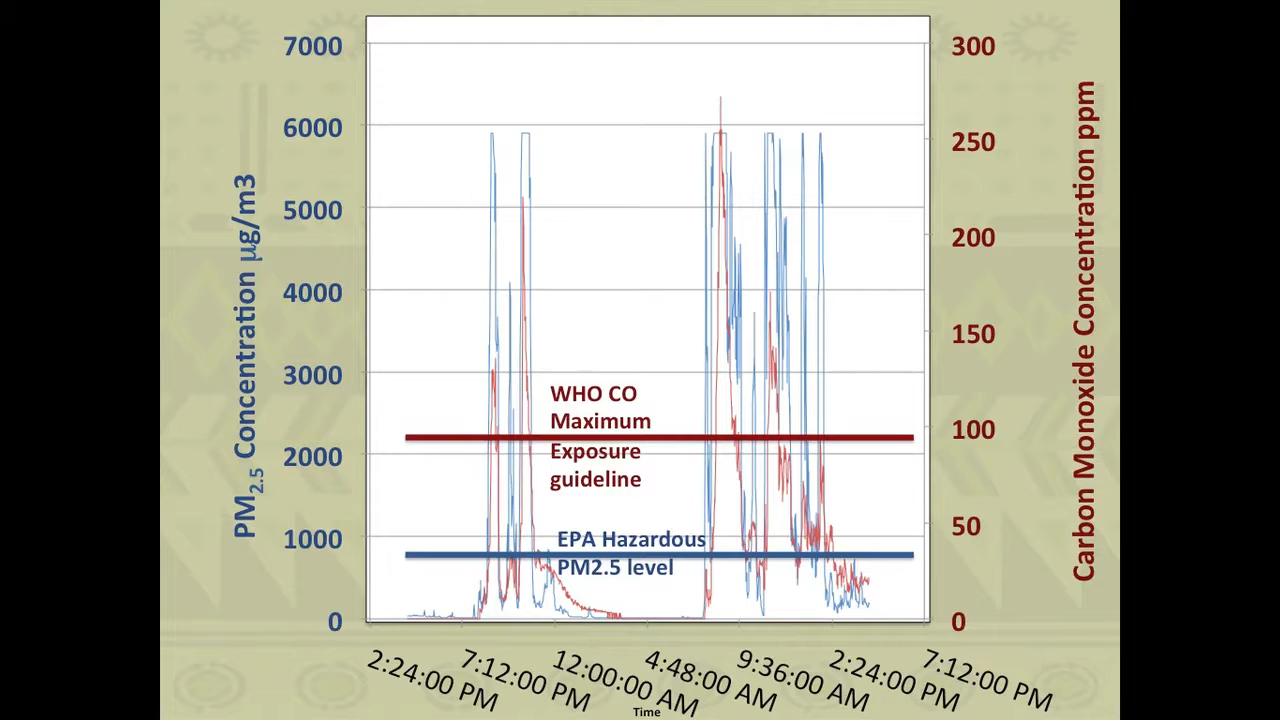 7000
6000
5000
4000
3000
2000
1000
0
PM2.5 Concentration µg/m3
300
250
200
150
100
50
0
Carbon Monoxide Concentration ppm
WHO CO
Maximum
Exposure
guideline
EPA Hazardous
PM2.5 level
2:24:00 PM
7:12:00 PM
12:00:00 AM
4:48:00 AM
9:36:00 AM
2:24:00 PM
7:12:00 PM
Time